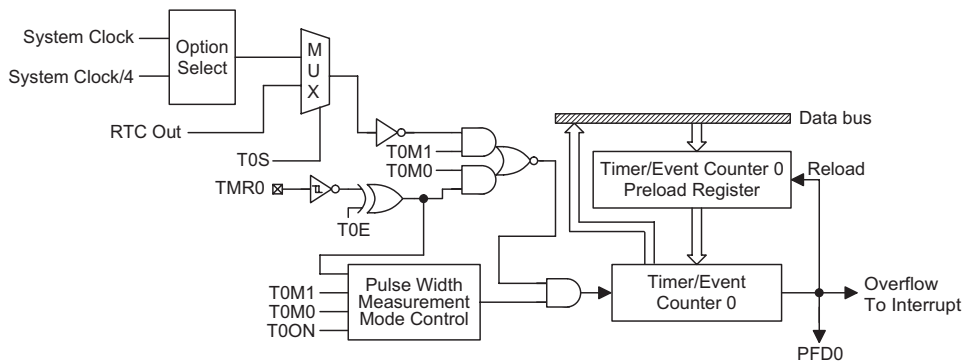 System Clock
System Clock/4
Option
Select
M
U
X
RTC Out
T0S
TMR0
T0E
T0M1
T0M0
T0M1
T0M0
T0ON
Pulse Width
Measurement
Mode Control
Data bus
Timer/Event Counter 0
Preload Register
Reload
Timer/Event
Counter 0
Overflow
To Interrupt
PFD0